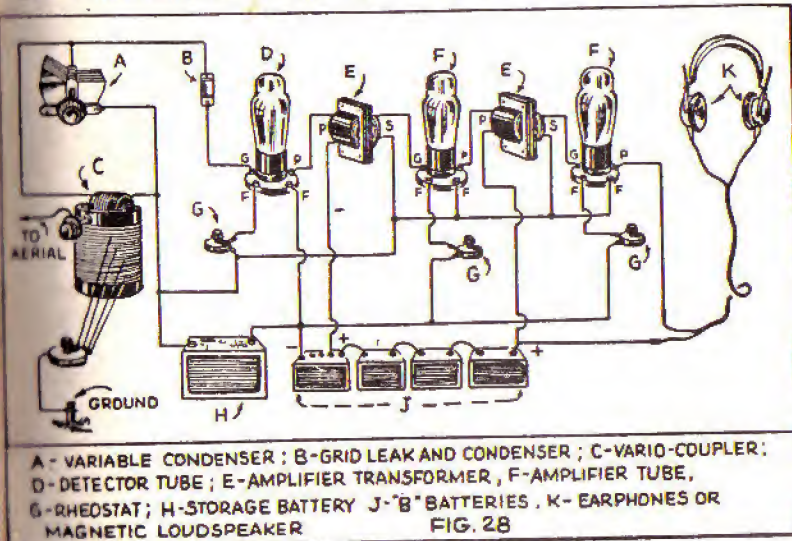 A
B
D
E
F
E
F
K
P
S
P
S
G
P
G
P
G
P
F
F
F
F
F
F
C
G
G
G
TO
AERIAL
- + +
GROUND
H
J
A - VARIABLE CONDENSER; B-GRID LEAK AND CONDENSER; C-VARIO-COUPLER;
D-DETECTOR TUBE; E-AMPLIFIER TRANSFORMER, F-AMPLIFIER TUBE,
G-RHEOSTAT; H-STORAGE BATTERY J-"B" BATTERIES. K-EARPHONES OR
MAGNETIC LOUDSPEAKER FIG. 28